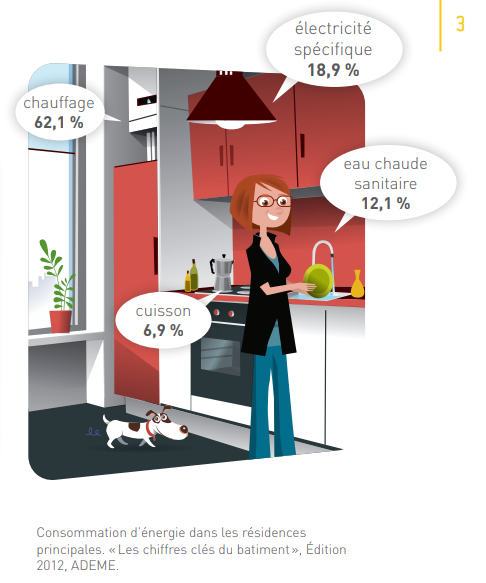 3
électricité
spécifique
18,9 %
chauffage
62,1 %
eau chaude
sanitaire
12,1 %
cuisson
6,9 %
Consommation d'énergie dans les résidences
principales. « Les chiffres clés du batiment », Édition
2012, ADEME.